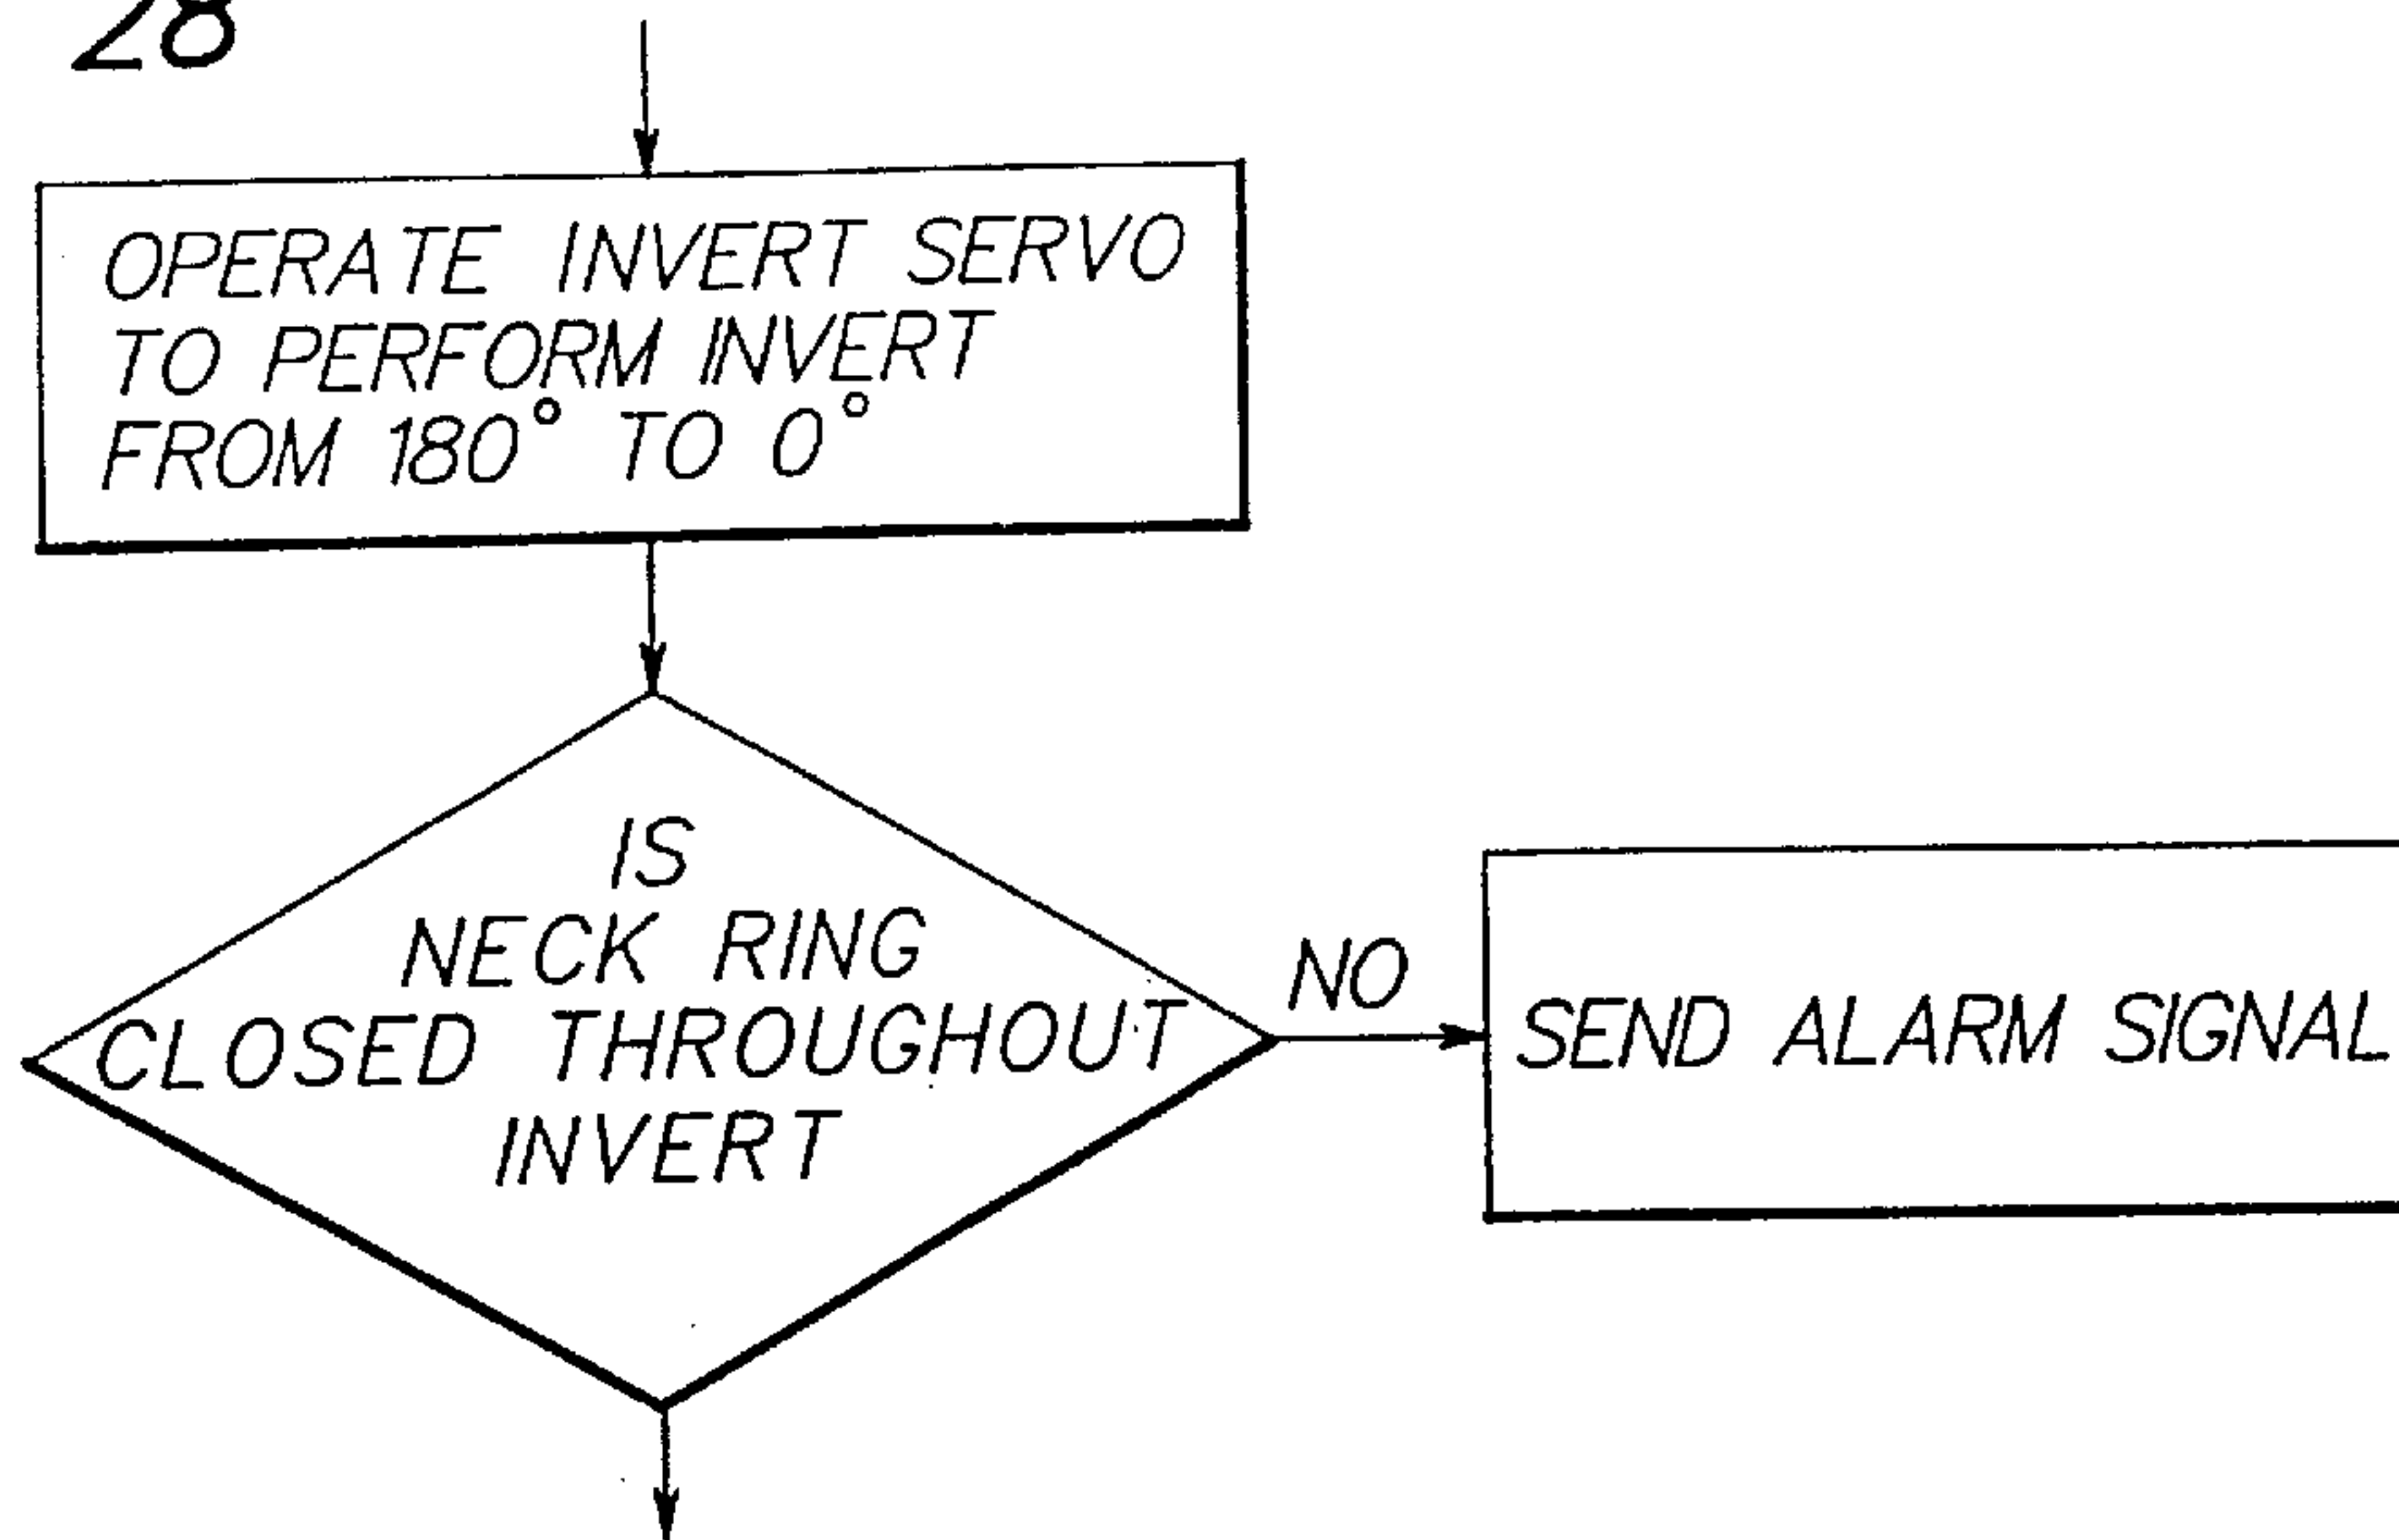 28
OPERATE INVERT SERVO
TO PERFORM INVERT
FROM 180° TO 0°
IS
NECK RING
CLOSED THROUGHOUT
INVERT
NO
SEND ALARM SIGNAL